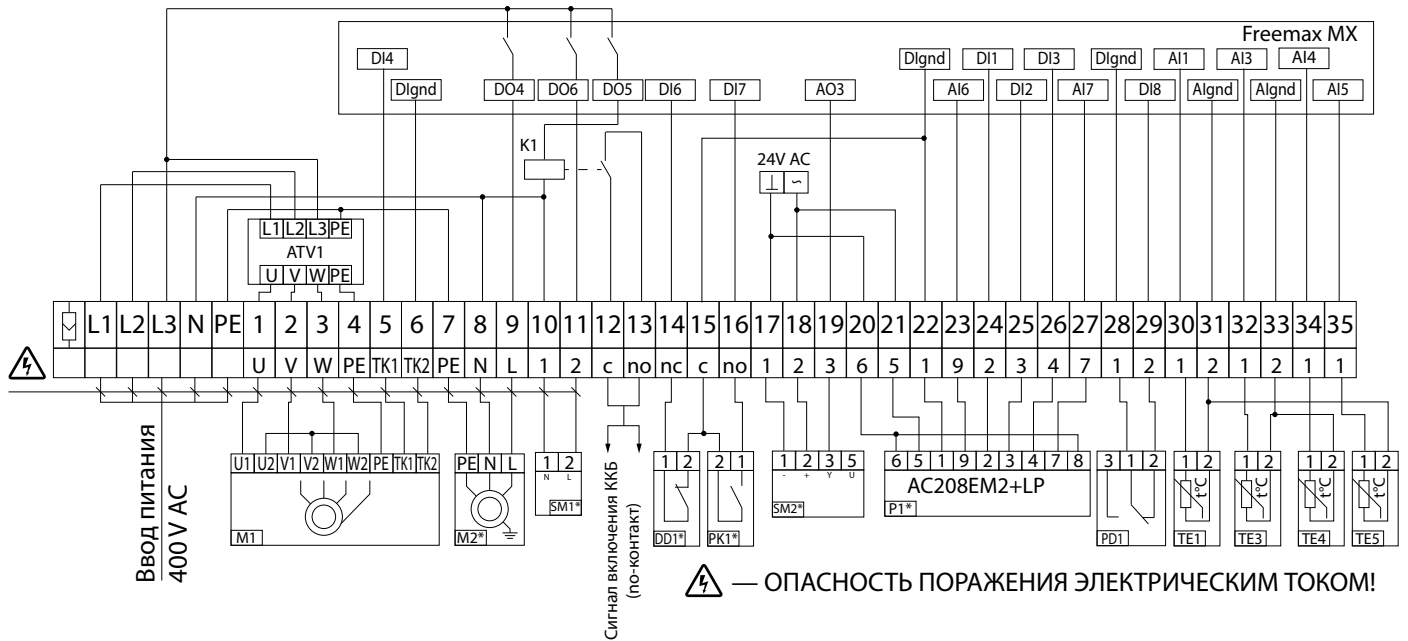 Freemax MX
DI4 DIgnd DI1 DI3 DIgnd AI1 AI3 AI4
DIgnd DO4 DO6 DO5 DI6 DI7 AO3 AI6 DI2 AI7 DI8 AIgnd AIgnd AI5
K1
24V AC
⊥ ~
L1 L2 L3 PE
ATV1
U V W PE
L1 L2 L3 N PE 1 2 3 4 5 6 7 8 9 10 11 12 13 14 15 16 17 18 19 20 21 22 23 24 25 26 27 28 29 30 31 32 33 34 35
U V W PE TK1 TK2 PE N L 1 2 c no nc c no 1 2 3 6 5 1 9 2 3 4 7 1 2 1 2 1 2 1 1
Ввод питания
400 V AC
U1 U2 V1 V2 W1 W2 PE TK1 TK2
M1
PE N L
M2*
1 2
N L
SM1*
Сигнал включения ККБ
(no-контакт)
1 2
DD1*
2 1
PK1*
1 2 3 5
- + Y U
SM2*
6 5 1 9 2 3 4 7 8
AC208EM2+LP
P1*
3 1 2
PD1
1 2
t°C
TE1
1 2
t°C
TE3
1 2
t°C
TE4
1 2
t°C
TE5
— ОПАСНОСТЬ ПОРАЖЕНИЯ ЭЛЕКТРИЧЕСКИМ ТОКОМ!